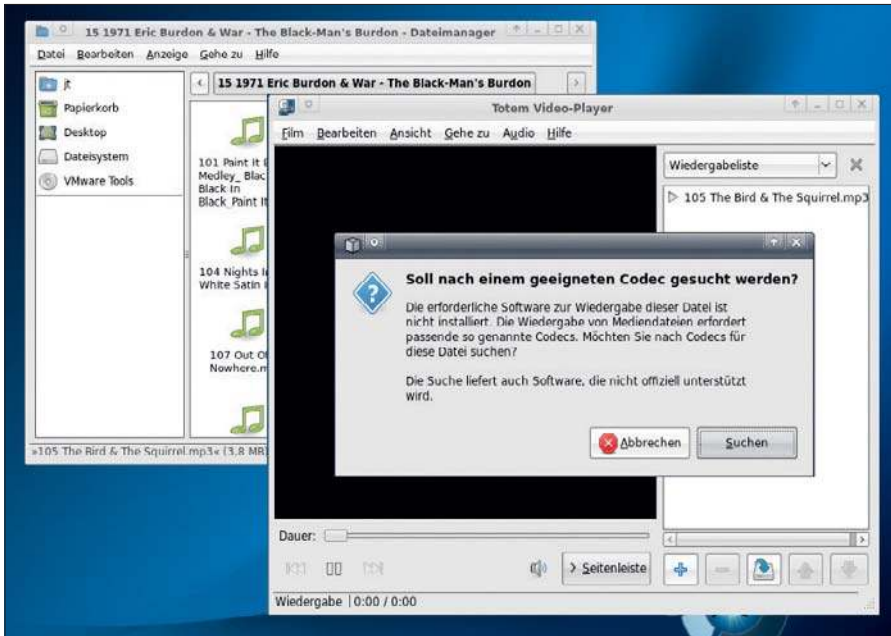 15 1971 Eric Burdon & War - The Black-Man's Burdon - Dateimanager
Datei Bearbeiten Anzeige Gehe zu Hilfe
15 1971 Eric Burdon & War - The Black-Man's Burdon
jt
Papierkorb
Desktop
Dateisystem
VMware Tools
101 Paint It
Medley_ Blac
Black In
Black_Paint It
104 Nights I
White Satin
107 Out O
Nowhere.m
»105 The Bird & The Squirrel.mp3« (3,8 MB)
Totem Video-Player
Film Bearbeiten Ansicht Gehe zu Audio Hilfe
Wiedergabeliste
105 The Bird & The Squirrel.mp3
Soll nach einem geeigneten Codec gesucht werden?
Die erforderliche Software zur Wiedergabe dieser Datei ist
nicht installiert. Die Wiedergabe von Mediendateien erfordert
passende so genannte Codecs. Möchten Sie nach Codecs für
diese Datei suchen?
Die Suche liefert auch Software, die nicht offiziell unterstützt
wird.
Abbrechen
Suchen
Dauer:
Seitenleiste
Wiedergabe 0:00 / 0:00